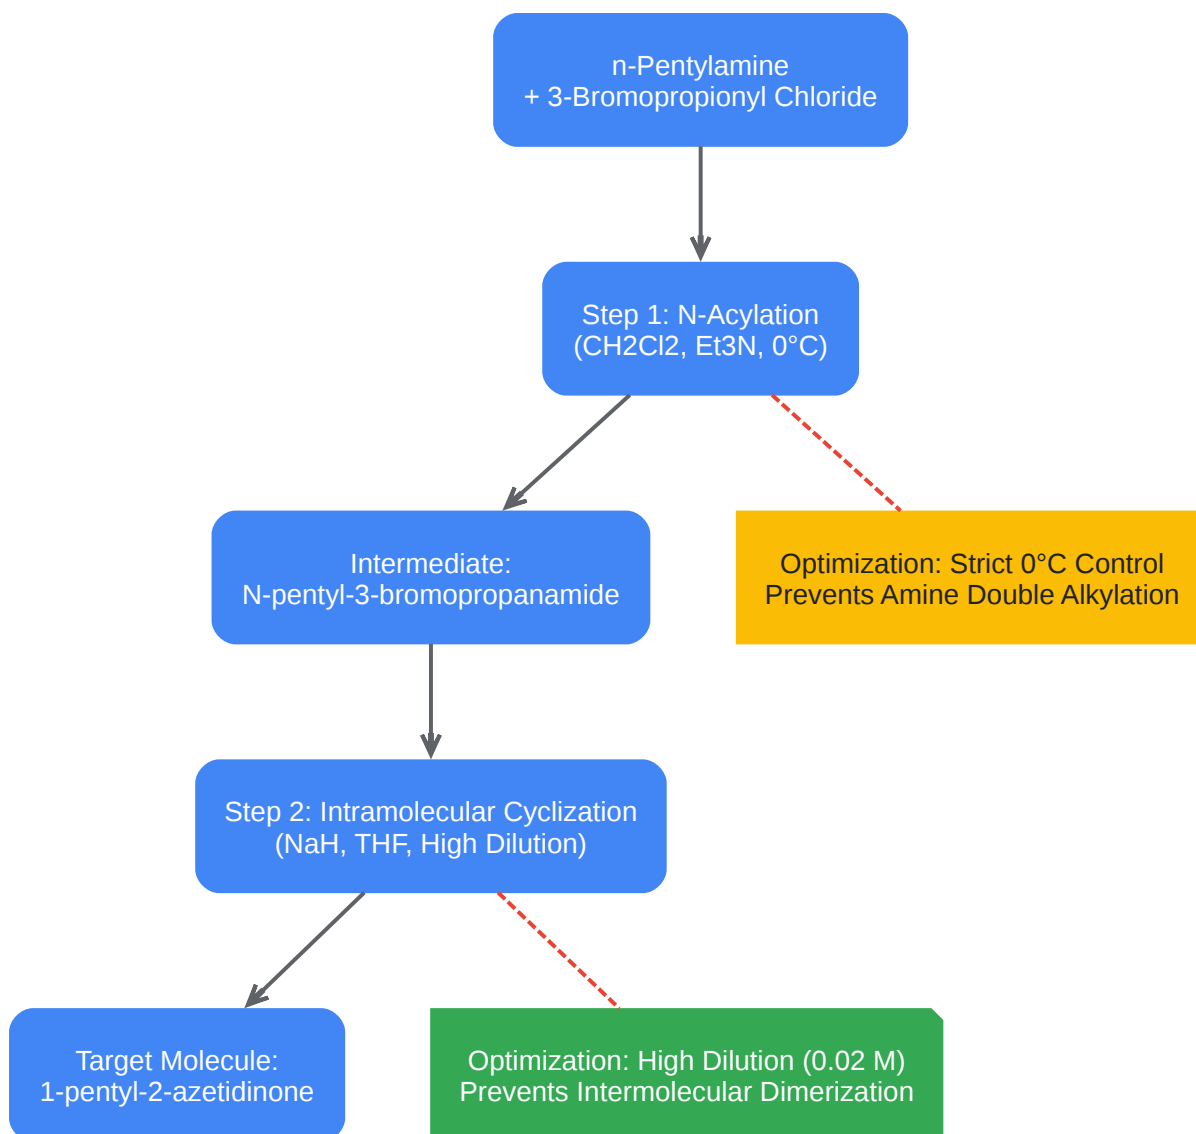 n-Pentylamine
+ 3-Bromopropionyl Chloride
Step 1: N-Acylation
(CH2Cl2, Et3N, 0°C)
Intermediate:
N-pentyl-3-bromopropanamide
Optimization: Strict 0°C Control
Prevents Amine Double Alkylation
Step 2: Intramolecular Cyclization
(NaH, THF, High Dilution)
Target Molecule:
1-pentyl-2-azetidinone
Optimization: High Dilution (0.02 M)
Prevents Intermolecular Dimerization